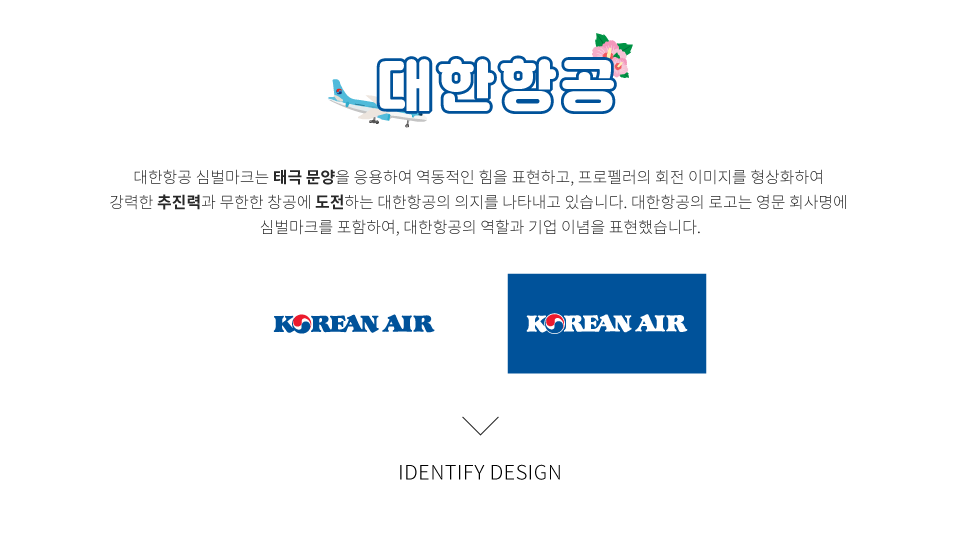 대한항공
대한항공 심벌마크는 태극 문양을 응용하여 역동적인 힘을 표현하고, 프로펠러의 회전 이미지를 형상화하여
강력한 추진력과 무한한 창공에 도전하는 대한항공의 의지를 나타내고 있습니다. 대한항공의 로고는 영문 회사명에
심벌마크를 포함하여, 대한항공의 역할과 기업 이념을 표현했습니다.
KOREAN AIR
KOREAN AIR
IDENTIFY DESIGN